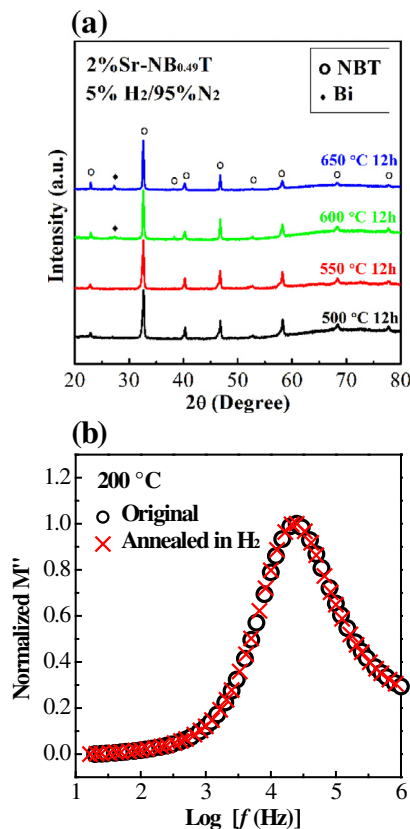 (a)
2%Sr-NB0.49T
5% H2/95%N2
NBT
Bi
650 °C 12h
600 °C 12h
550 °C 12h
500 °C 12h
Intensity (a.u.)
20 30 40 50 60 70 80
2θ (Degree)
(b)
200 °C
Original
Annealed in H2
1.2
1.0
0.8
0.6
0.4
0.2
0.0
Normalized M"
1 2 3 4 5 6
Log [f (Hz)]